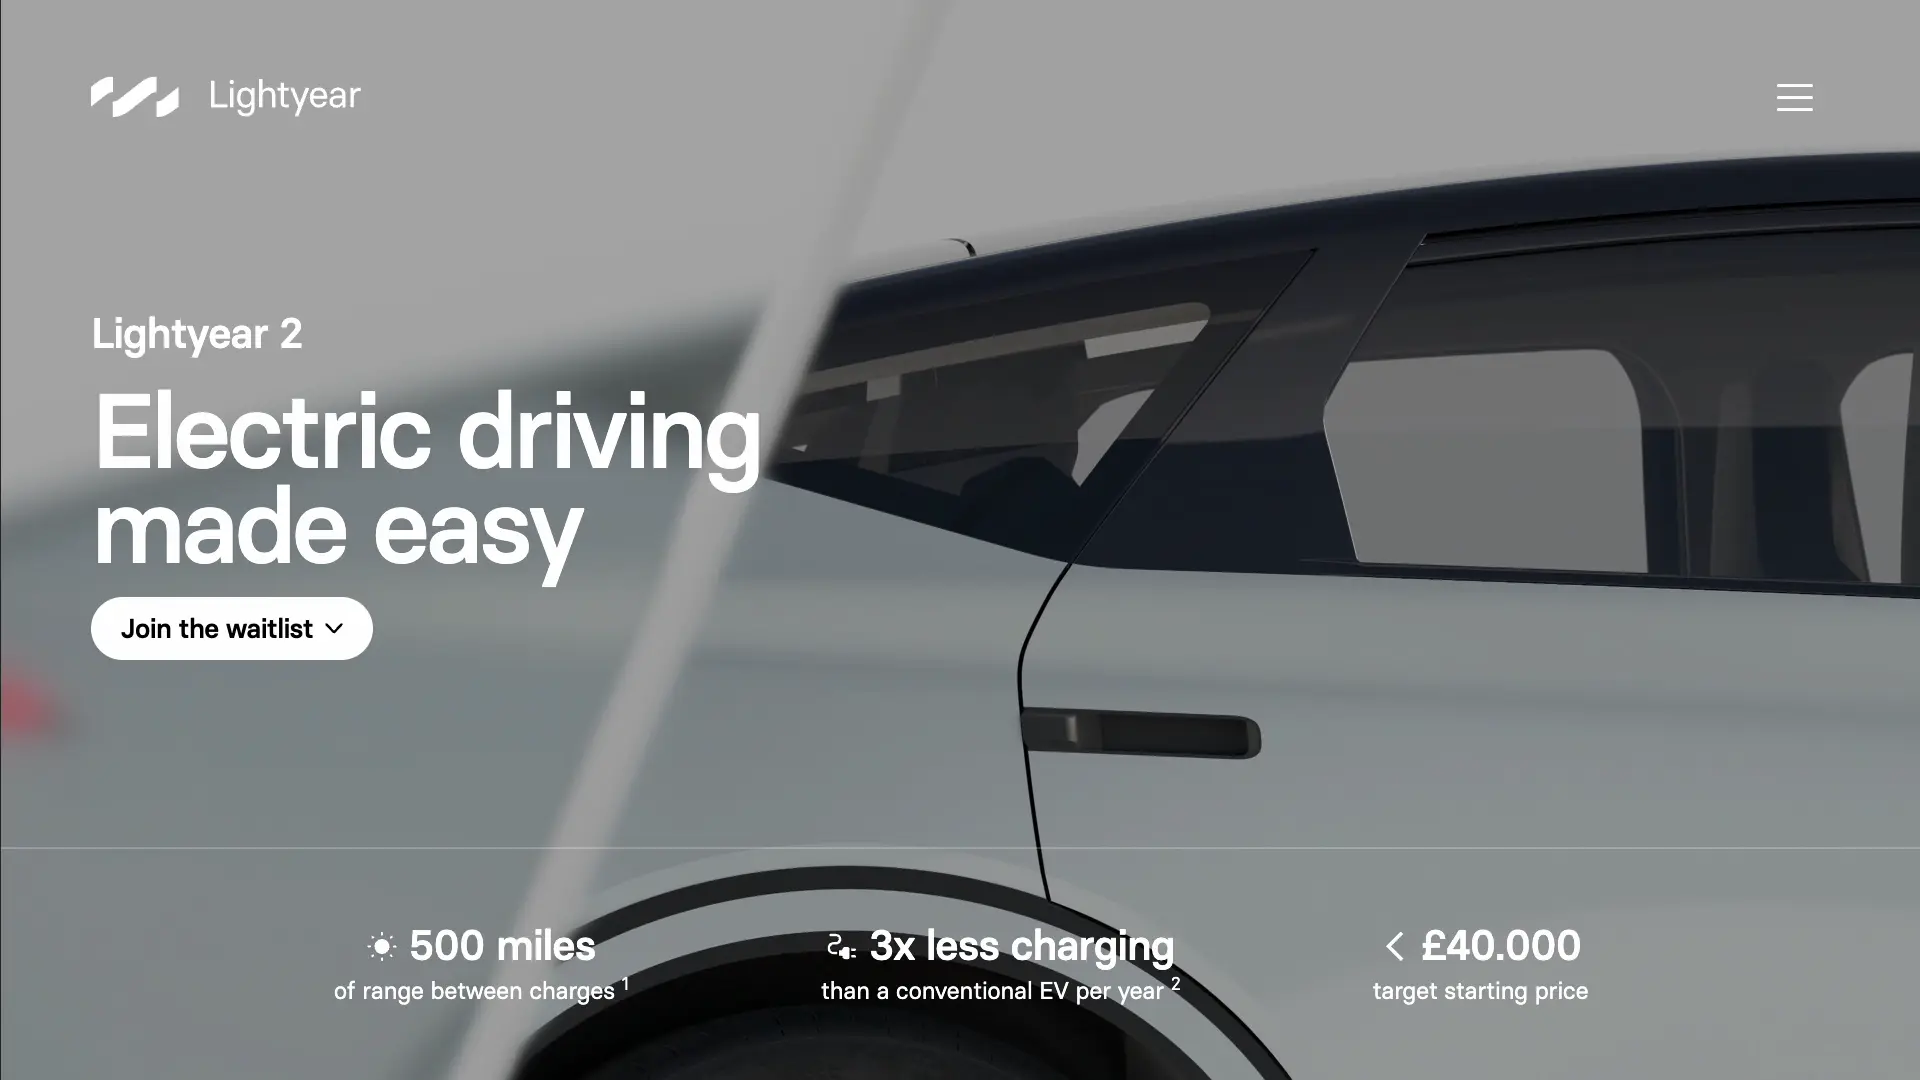 Lightyear
Lightyear 2
Electric driving
made easy
Join the waitlist
500 miles
of range between charges 1
3x less charging
than a conventional EV per year 2
< £40.000
target starting price